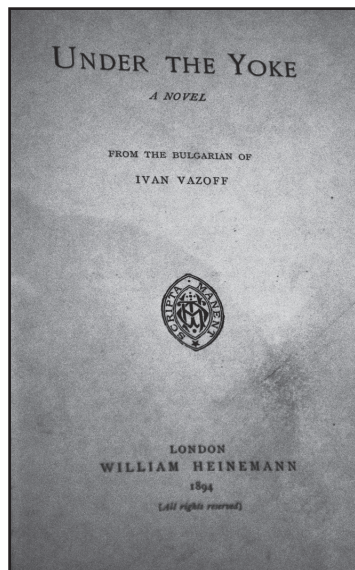 UNDER THE YOKE
A NOVEL
FROM THE BULGARIAN OF
IVAN VAZOFF
SCRIPTA MANENT
LONDON
WILLIAM HEINEMANN
1894
[All rights reserved]